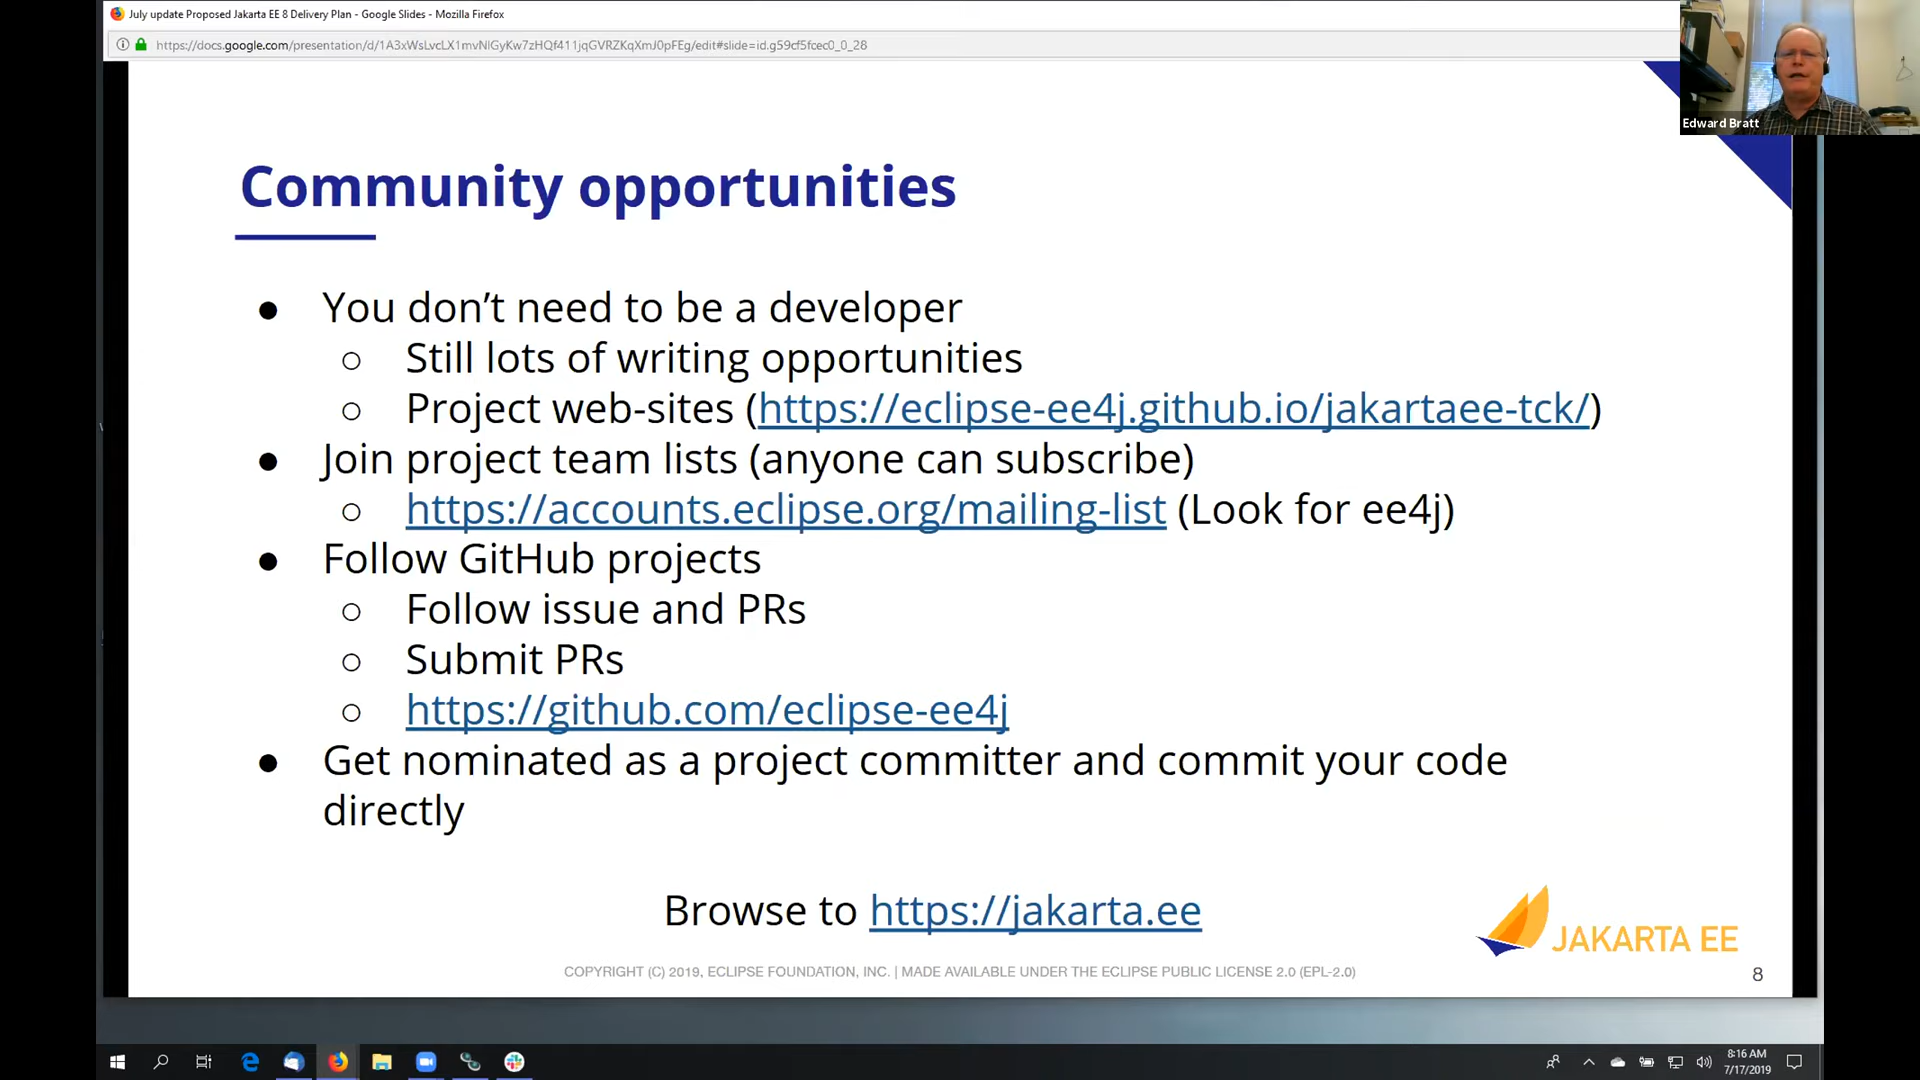 July update Proposed Jakarta EE 8 Delivery Plan - Google Slides - Mozilla Firefox
https://docs.google.com/presentation/d/1A3xWsLvcLX1mvNIGyKw7zHQf411jqGVRZKqXmJ0pFEg/edit#slide=id.g59cf5fcec0_0_28
Edward Bratt
Community opportunities
● You don’t need to be a developer
○ Still lots of writing opportunities
○ Project web-sites (https://eclipse-ee4j.github.io/jakartaee-tck/)
● Join project team lists (anyone can subscribe)
○ https://accounts.eclipse.org/mailing-list (Look for ee4j)
● Follow GitHub projects
○ Follow issue and PRs
○ Submit PRs
○ https://github.com/eclipse-ee4j
● Get nominated as a project committer and commit your code
directly
Browse to https://jakarta.ee
JAKARTA EE
COPYRIGHT (C) 2019, ECLIPSE FOUNDATION, INC. | MADE AVAILABLE UNDER THE ECLIPSE PUBLIC LICENSE 2.0 (EPL-2.0)
8
8:16 AM
7/17/2019